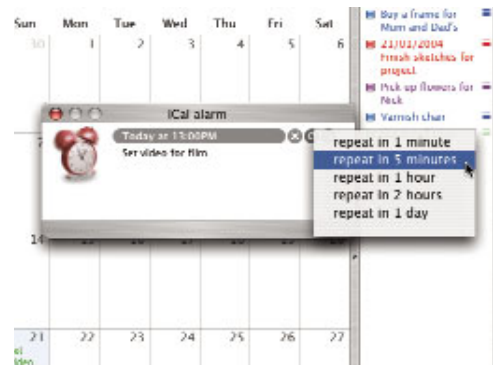 Sun Mon Tue Wed Thu Fri Sat
30 1 2 3 4 5 6
Buy a frame for
Mum and Dad's
21/01/2004
Finish sketches for
project
Pick up flowers for
Nick
Varnish chair
iCal alarm
Today at 13:00PM
Set video for film
repeat in 1 minute
repeat in 5 minutes
repeat in 1 hour
repeat in 2 hours
repeat in 1 day
14 25 26 27
21 22 23 24 25 26 27